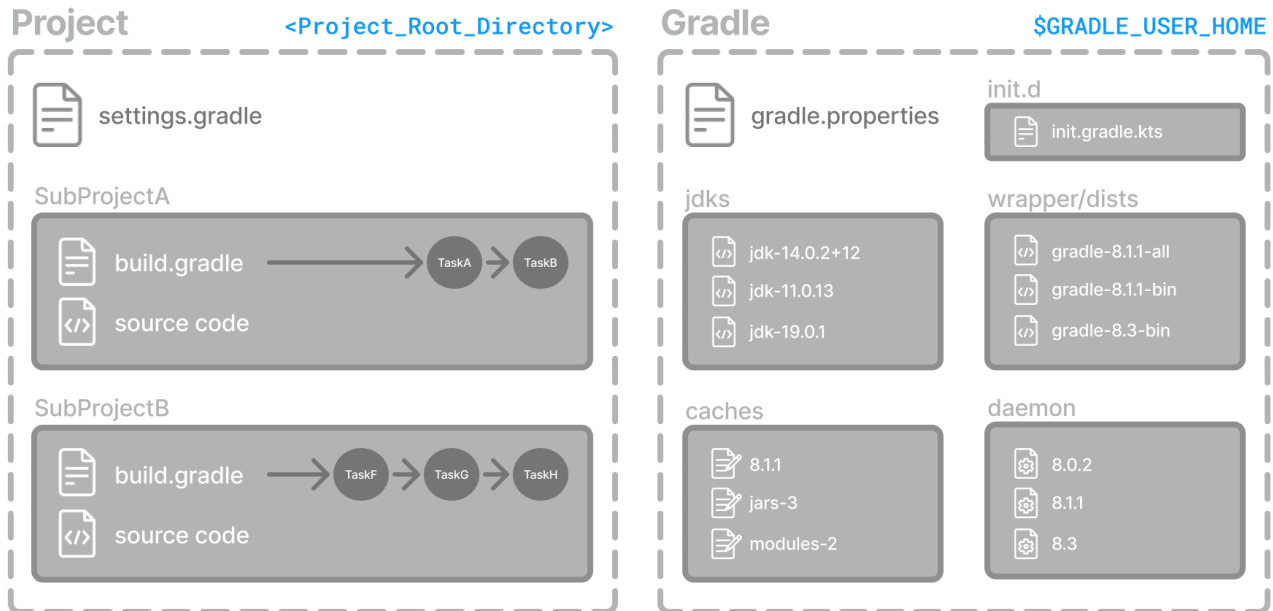 Project
<Project_Root_Directory>
settings.gradle
SubProjectA
build.gradle
TaskA
TaskB
source code
SubProjectB
build.gradle
TaskF
TaskG
TaskH
source code
Gradle
$GRADLE_USER_HOME
gradle.properties
init.d
init.gradle.kts
jdks
jdk-14.0.2+12
jdk-11.0.13
jdk-19.0.1
wrapper/dists
gradle-8.1.1-all
gradle-8.1.1-bin
gradle-8.3-bin
caches
8.1.1
jars-3
modules-2
daemon
8.0.2
8.1.1
8.3